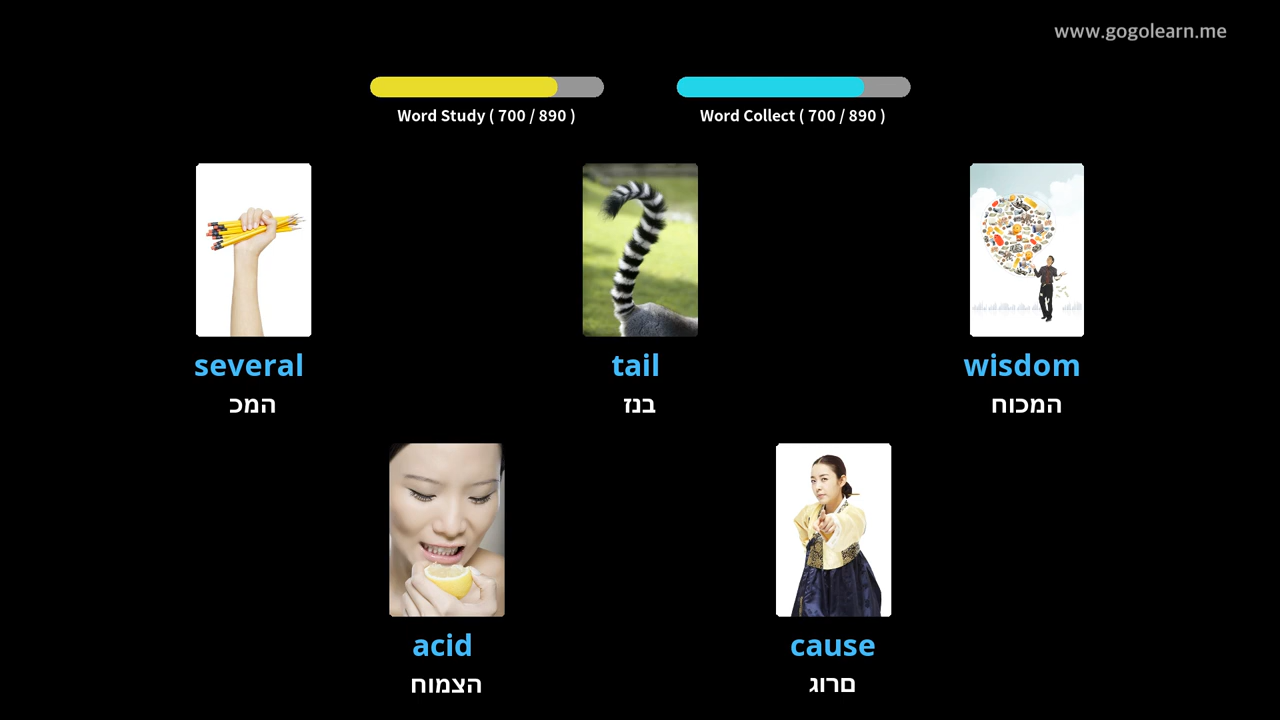 www.gogolearn.me
Word Study ( 700 / 890 )
Word Collect ( 700 / 890 )
several
המכ
tail
בנז
wisdom
המכוח
acid
הצמוח
cause
םרוג